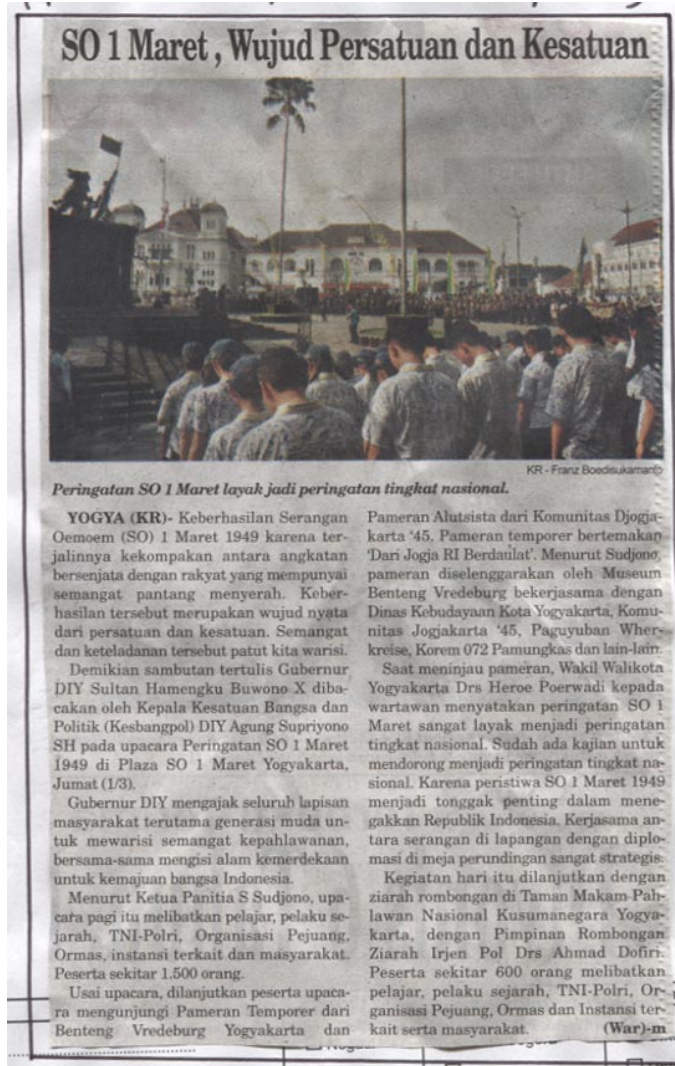 SO 1 Maret , Wujud Persatuan dan Kesatuan
KR - Franz Boedisukamanto
Peringatan SO 1 Maret layak jadi peringatan tingkat nasional.
YOGYA (KR)- Keberhasilan Serangan
Oemoem (SO) 1 Maret 1949 karena ter-
jalinnya kekompakan antara angkatan
bersenjata dengan rakyat yang mempunyai
semangat pantang menyerah. Keber-
hasilan tersebut merupakan wujud nyata
dari persatuan dan kesatuan. Semangat
dan keteladanan tersebut patut kita warisi.
Demikian sambutan tertulis Gubernur
DIY Sultan Hamengku Buwono X diba-
cakan oleh Kepala Kesatuan Bangsa dan
Politik (Kesbangpol) DIY Agung Supriyono
SH pada upacara Peringatan SO 1 Maret
1949 di Plaza SO 1 Maret Yogyakarta,
Jumat (1/3).
Gubernur DIY mengajak seluruh lapisan
masyarakat terutama generasi muda un-
tuk mewarisi semangat kepahlawanan,
bersama-sama mengisi alam kemerdekaan
untuk kemajuan bangsa Indonesia.
Menurut Ketua Panitia S Sudjono, upa-
cara pagi itu melibatkan pelajar, pelaku se-
jarah, TNI-Polri, Organisasi Pejuang,
Ormas, instansi terkait dan masyarakat.
Peserta sekitar 1.500 orang.
Usai upacara, dilanjutkan peserta upaca-
ra mengunjungi Pameran Temporer dari
Benteng Vredeburg Yogyakarta dan
Pameran Alutsista dari Komunitas Djogja-
karta '45. Pameran temporer bertemakan
'Dari Jogja RI Berdaulat'. Menurut Sudjono,
pameran diselenggarakan oleh Museum
Benteng Vredeburg bekerjasama dengan
Dinas Kebudayaan Kota Yogyakarta, Komu-
nitas Jogjakarta '45, Paguyuban Wher-
kreise, Korem 072 Pamungkas dan lain-lain.
Saat meninjau pameran, Wakil Walikota
Yogyakarta Drs Heroe Poerwadi kepada
wartawan menyatakan peringatan SO 1
Maret sangat layak menjadi peringatan
tingkat nasional. Sudah ada kajian untuk
mendorong menjadi peringatan tingkat na-
sional. Karena peristiwa SO 1 Maret 1949
menjadi tonggak penting dalam mene-
gakkan Republik Indonesia. Kerjasama an-
tara serangan di lapangan dengan diplo-
masi di meja perundingan sangat strategis.
Kegiatan hari itu dilanjutkan dengan
ziarah rombongan di Taman Makam Pah-
lawan Nasional Kusumanegara Yogya-
karta, dengan Pimpinan Rombongan
Ziarah Irjen Pol Drs Ahmad Dofiri.
Peserta sekitar 600 orang melibatkan
pelajar, pelaku sejarah, TNI-Polri, Or-
ganisasi Pejuang, Ormas dan Instansi ter-
kait serta masyarakat. (War)-m